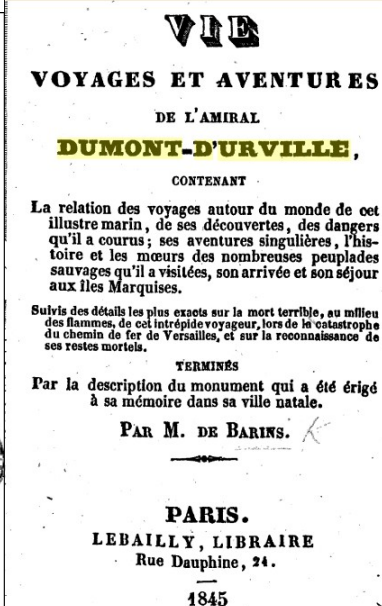 VIE
VOYAGES ET AVENTURES
DE L'AMIRAL
DUMONT-D'URVILLE,
CONTENANT
La relation des voyages autour du monde de cet
illustre marin, de ses découvertes, des dangers
qu'il a courus; ses aventures singulières, l'his-
toire et les mœurs des nombreuses peuplades
sauvages qu'il a visitées, son arrivée et son séjour
aux îles Marquises.
Suivis des détails les plus exacts sur la mort terrible, au milieu
des flammes, de cet intrépide voyageur, lors de la catastrophe
du chemin de fer de Versailles, et sur la reconnaissance de
ses restes mortels.
TERMINÉS
Par la description du monument qui a été érigé
à sa mémoire dans sa ville natale.
PAR M. DE BARINS.
PARIS.
LEBAILLY, LIBRAIRE
Rue Dauphine, 24.
1845